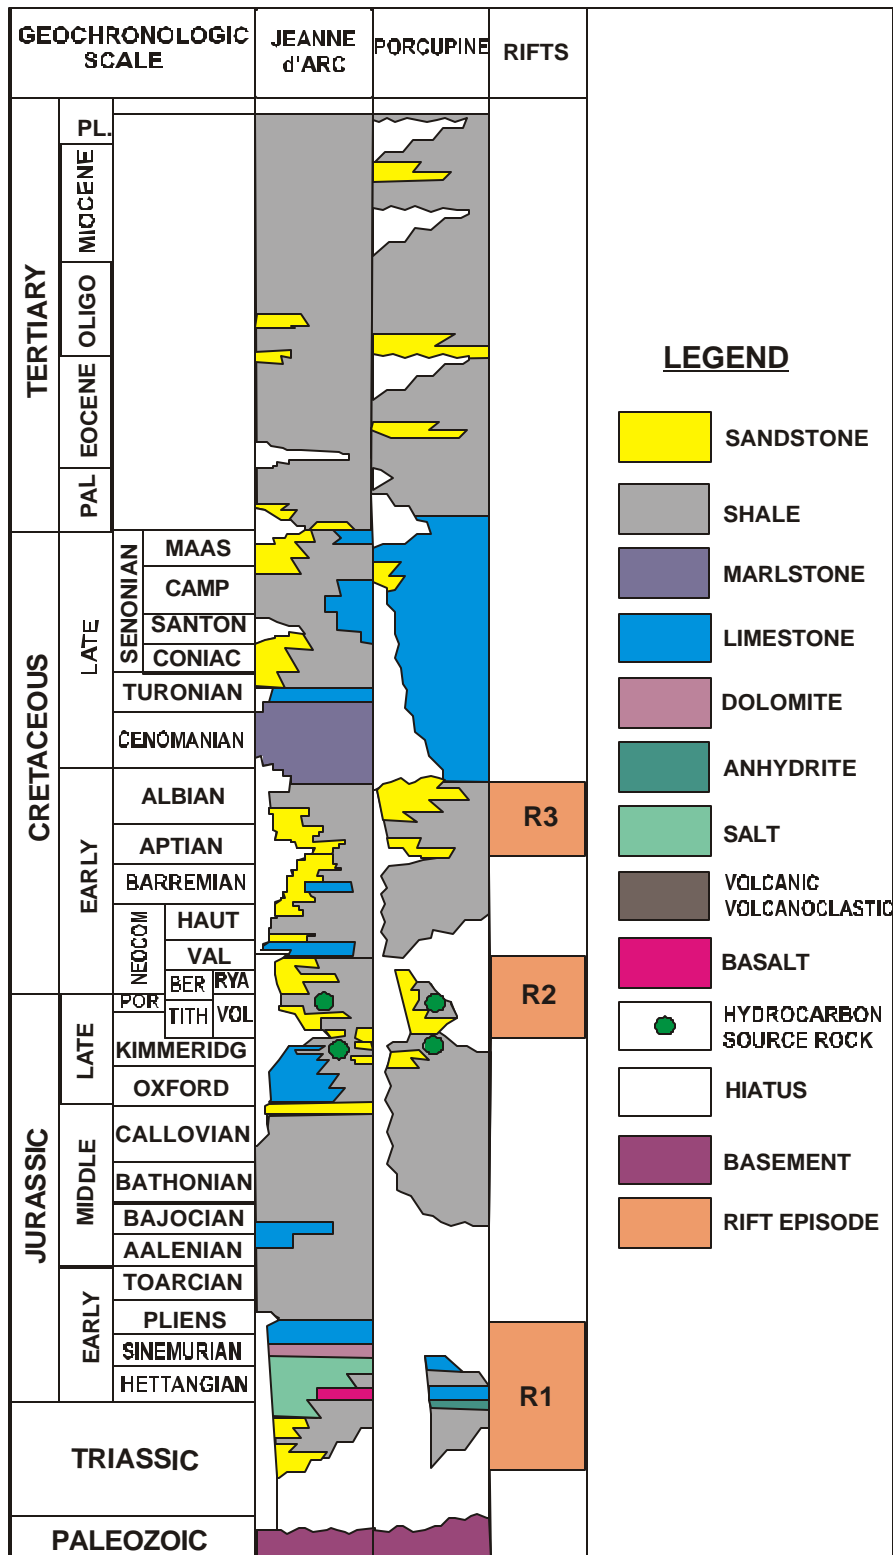 GEOCHRONOLOGIC
SCALE
JEANNE
d'ARC
PORCUPINE
RIFTS
TERTIARY
PL.
MIOCENE
OLIGO
EOCENE
PAL
CRETACEOUS
LATE
SENONIAN
MAAS
CAMP
SANTON
CONIAC
TURONIAN
CENOMANIAN
EARLY
ALBIAN
APTIAN
BARREMIAN
NEOCOM
HAUT
VAL
BER
RYA
JURASSIC
LATE
POR
TITH
VOL
KIMMERIDG
OXFORD
MIDDLE
CALLOVIAN
BATHONIAN
BAJOCIAN
AALENIAN
EARLY
TOARCIAN
PLIENS
SINEMURIAN
HETTANGIAN
TRIASSIC
PALEOZOIC
R3
R2
R1
LEGEND
SANDSTONE
SHALE
MARLSTONE
LIMESTONE
DOLOMITE
ANHYDRITE
SALT
VOLCANIC
VOLCANOCLASTIC
BASALT
HYDROCARBON
SOURCE ROCK
HIATUS
BASEMENT
RIFT EPISODE